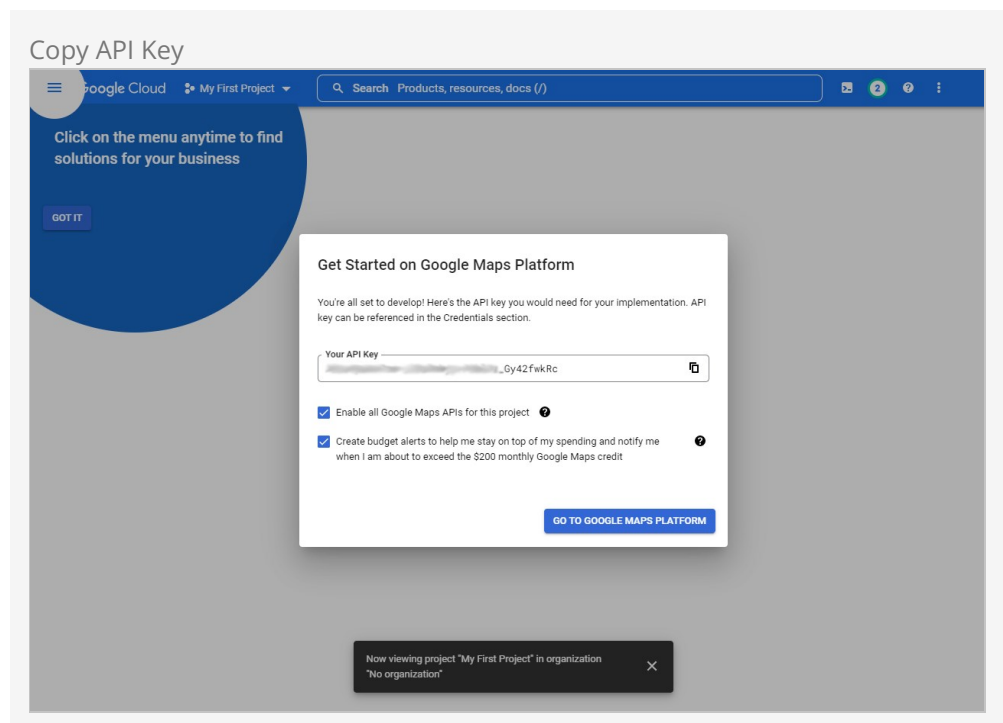 Copy API Key
Google Cloud My First Project
Search Products, resources, docs (/)
2
Click on the menu anytime to find
solutions for your business
GOT IT
Get Started on Google Maps Platform
You're all set to develop! Here's the API key you would need for your implementation. API
key can be referenced in the Credentials section.
Your API Key
_Gy42fwkRc
Enable all Google Maps APIs for this project
Create budget alerts to help me stay on top of my spending and notify me
when I am about to exceed the $200 monthly Google Maps credit
GO TO GOOGLE MAPS PLATFORM
Now viewing project "My First Project" in organization
"No organization"